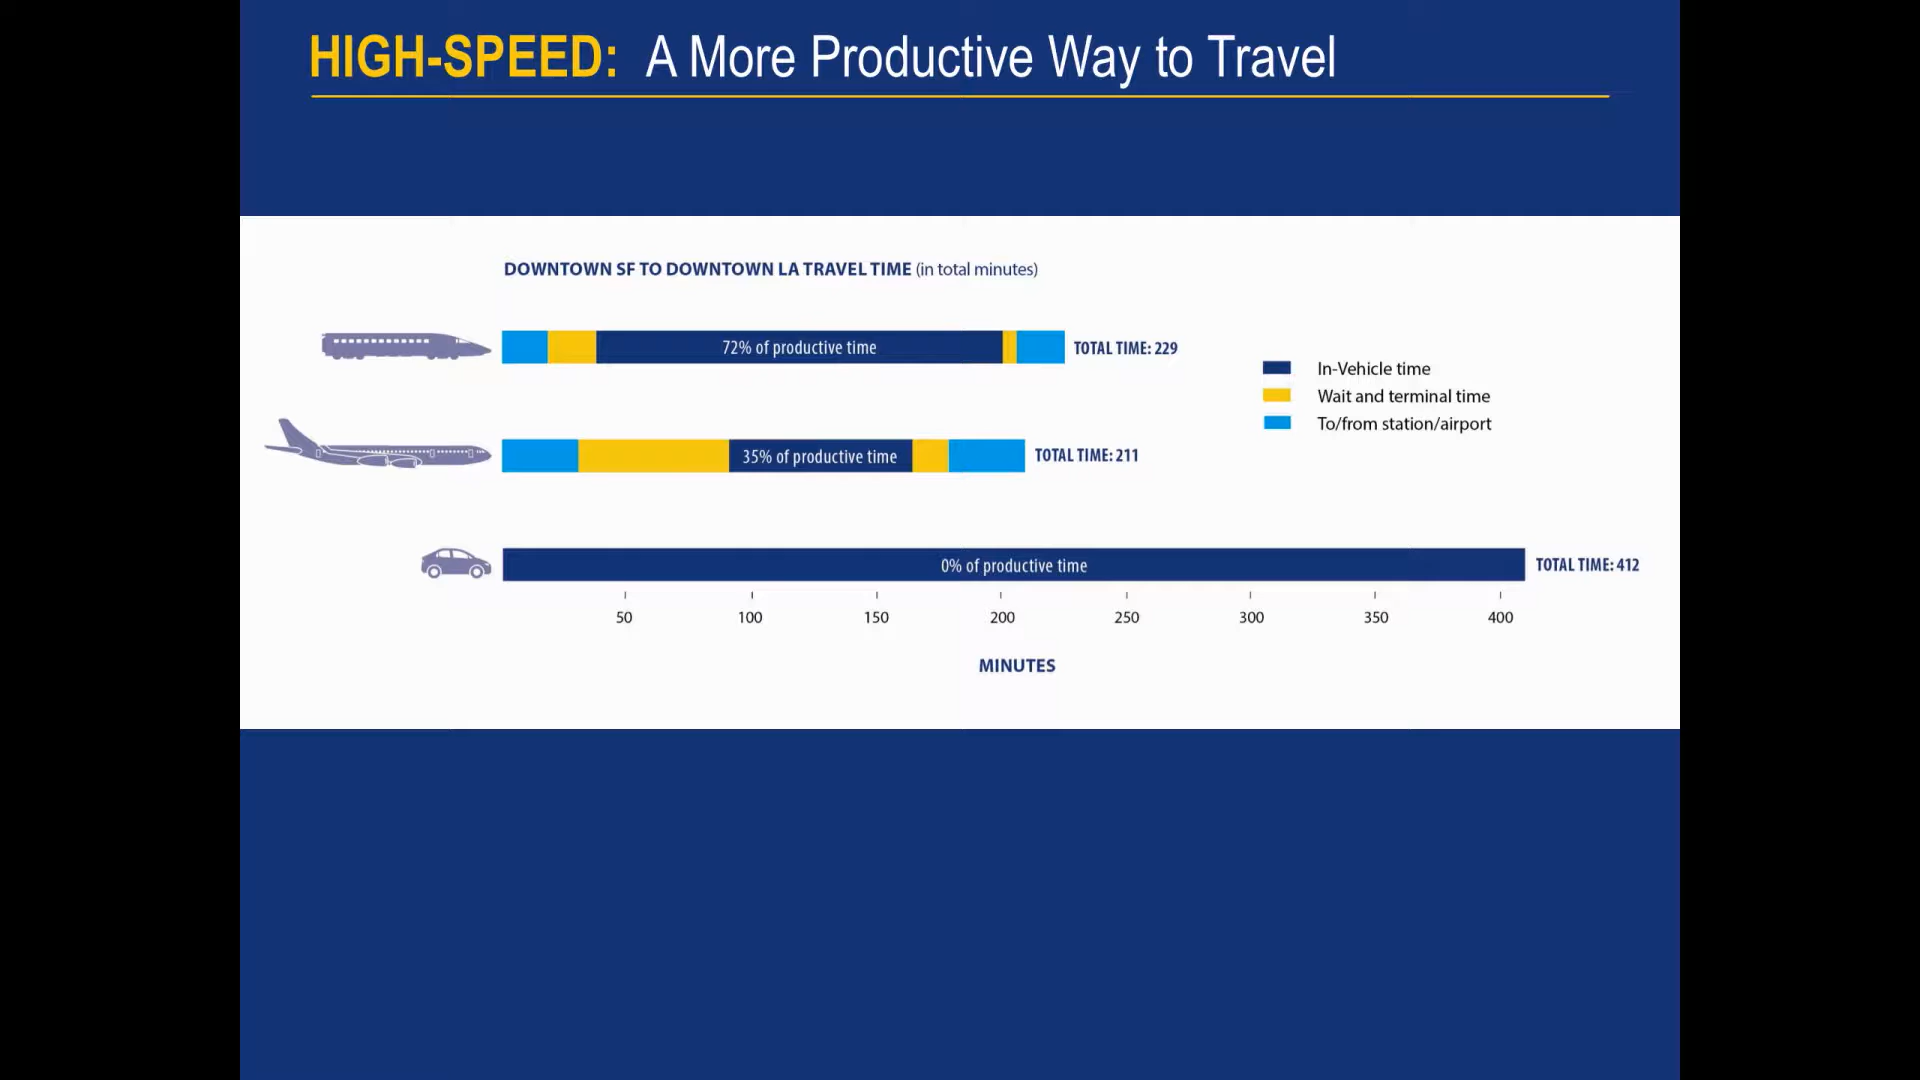 HIGH-SPEED: A More Productive Way to Travel
DOWNTOWN SF TO DOWNTOWN LA TRAVEL TIME (in total minutes)
72% of productive time
TOTAL TIME: 229
In-Vehicle time
Wait and terminal time
To/from station/airport
35% of productive time
TOTAL TIME: 211
0% of productive time
TOTAL TIME: 412
50 100 150 200 250 300 350 400
MINUTES